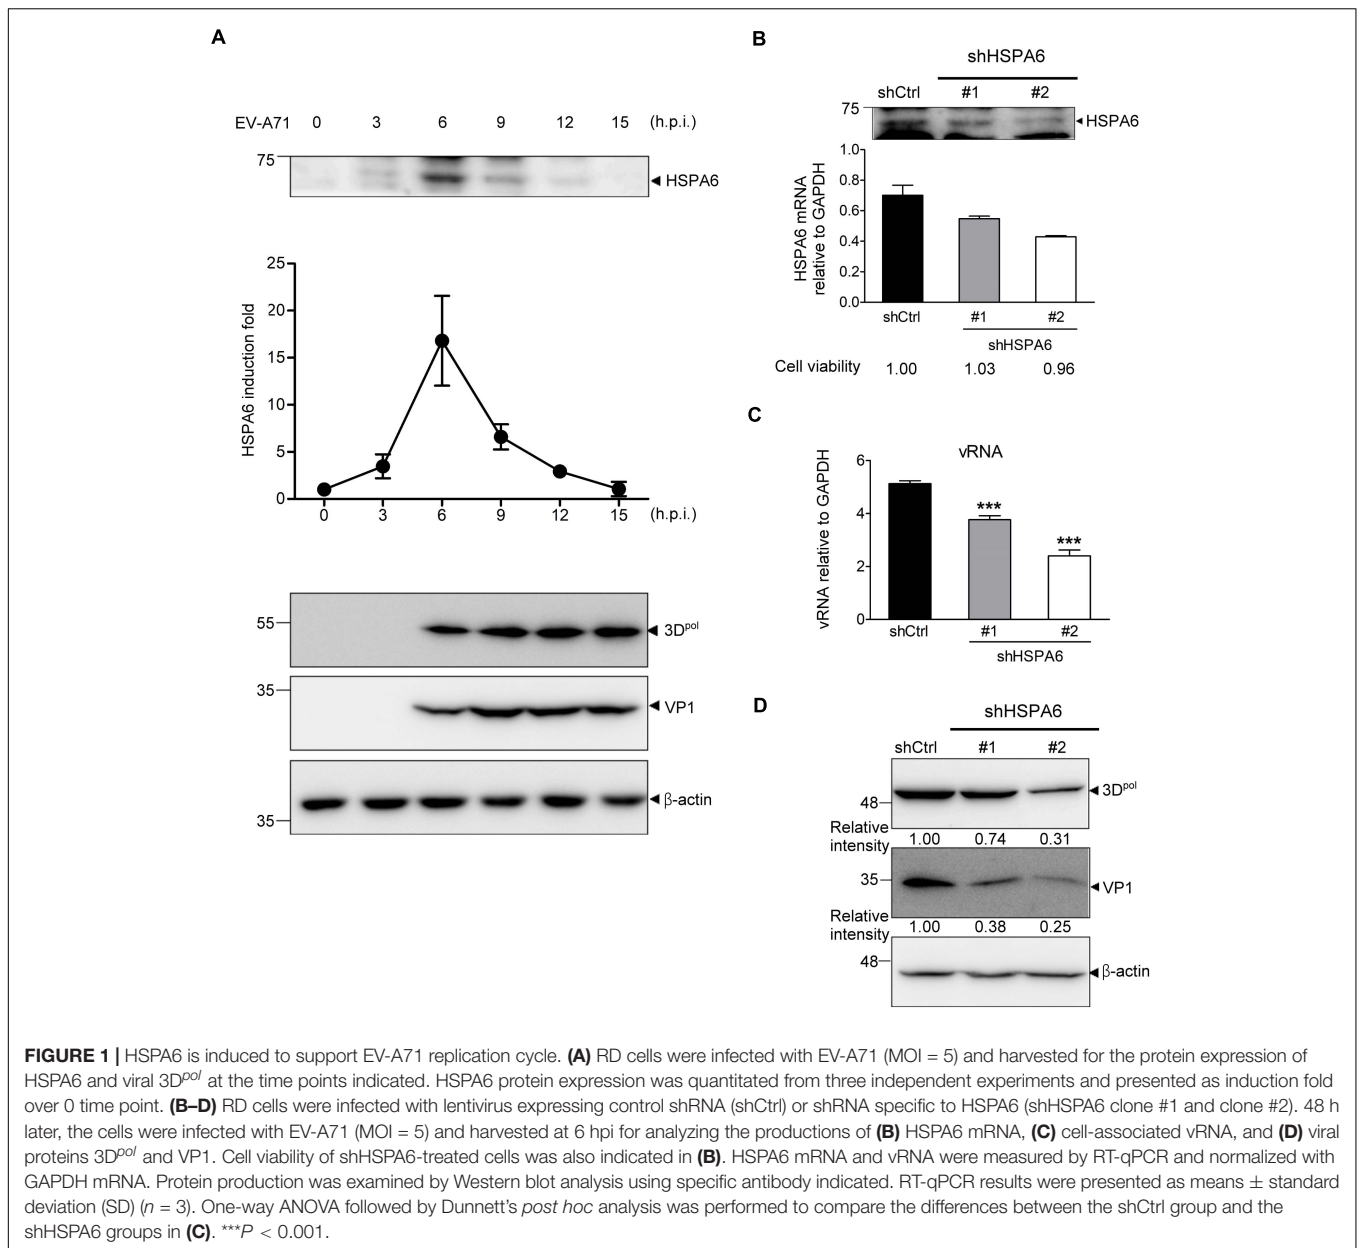 A
EV-A71 0 3 6 9 12 15 (h.p.i.)
75
HSPA6
25
20
15
10
5
0
HSPA6 induction fold
0 3 6 9 12 15 (h.p.i.)
55
3Dpol
35
VP1
β-actin
35
B
shHSPA6
shCtrl #1 #2
75
HSPA6
1.0
0.8
0.6
0.4
0.2
0.0
HSPA6 mRNA
relative to GAPDH
shCtrl #1 #2
shHSPA6
Cell viability 1.00 1.03 0.96
C
vRNA
6
4
2
0
vRNA relative to GAPDH
***
***
shCtrl #1 #2
shHSPA6
D
shHSPA6
shCtrl #1 #2
3Dpol
48
Relative
intensity 1.00 0.74 0.31
35
VP1
Relative
intensity 1.00 0.38 0.25
48
β-actin
FIGURE 1 | HSPA6 is induced to support EV-A71 replication cycle. (A) RD cells were infected with EV-A71 (MOI = 5) and harvested for the protein expression of
HSPA6 and viral 3Dpol at the time points indicated. HSPA6 protein expression was quantitated from three independent experiments and presented as induction fold
over 0 time point. (B–D) RD cells were infected with lentivirus expressing control shRNA (shCtrl) or shRNA specific to HSPA6 (shHSPA6 clone #1 and clone #2). 48 h
later, the cells were infected with EV-A71 (MOI = 5) and harvested at 6 hpi for analyzing the productions of (B) HSPA6 mRNA, (C) cell-associated vRNA, and (D) viral
proteins 3Dpol and VP1. Cell viability of shHSPA6-treated cells was also indicated in (B). HSPA6 mRNA and vRNA were measured by RT-qPCR and normalized with
GAPDH mRNA. Protein production was examined by Western blot analysis using specific antibody indicated. RT-qPCR results were presented as means ± standard
deviation (SD) (n = 3). One-way ANOVA followed by Dunnett's post hoc analysis was performed to compare the differences between the shCtrl group and the
shHSPA6 groups in (C). ***P < 0.001.